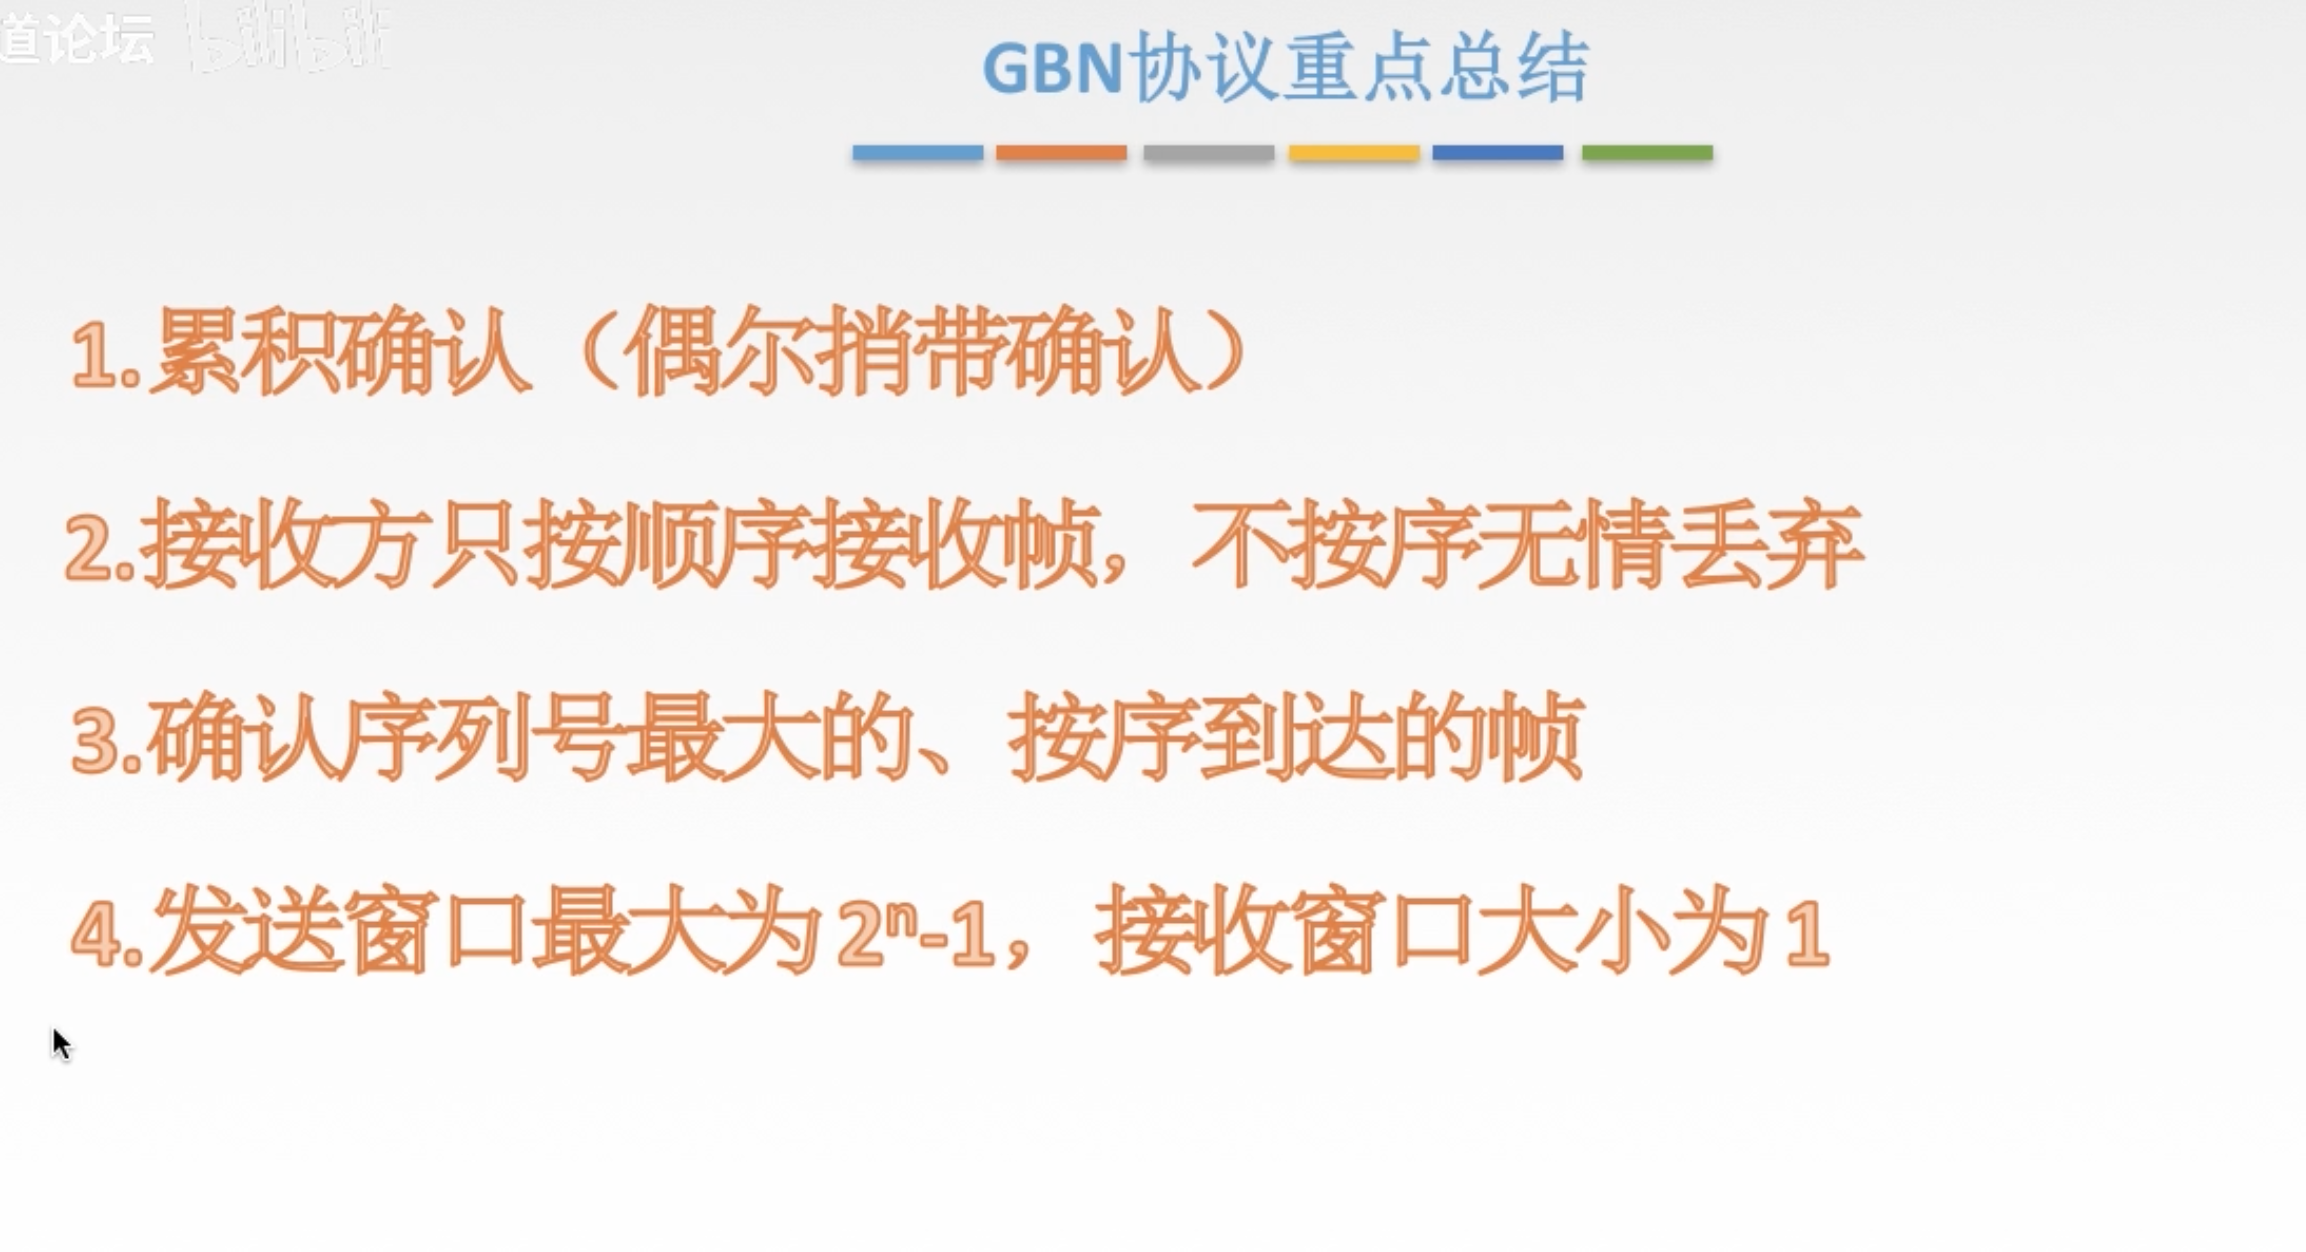 道论坛 bilibili
GBN协议重点总结
1.累积确认（偶尔捎带确认）
2.接收方只按顺序接收帧，不按序无情丢弃
3.确认序列号最大的、按序到达的帧
4.发送窗口最大为2ⁿ-1，接收窗口大小为1